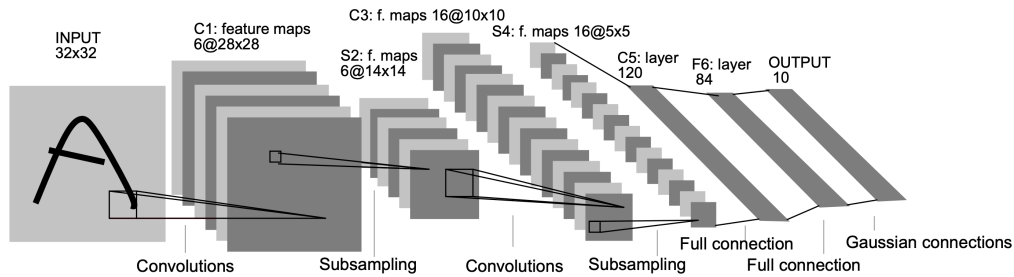 INPUT
32x32
C1: feature maps
6@28x28
S2: f. maps
6@14x14
C3: f. maps 16@10x10
S4: f. maps 16@5x5
C5: layer
120
F6: layer
84
OUTPUT
10
Convolutions
Subsampling
Convolutions
Subsampling
Full connection
Full connection
Gaussian connections